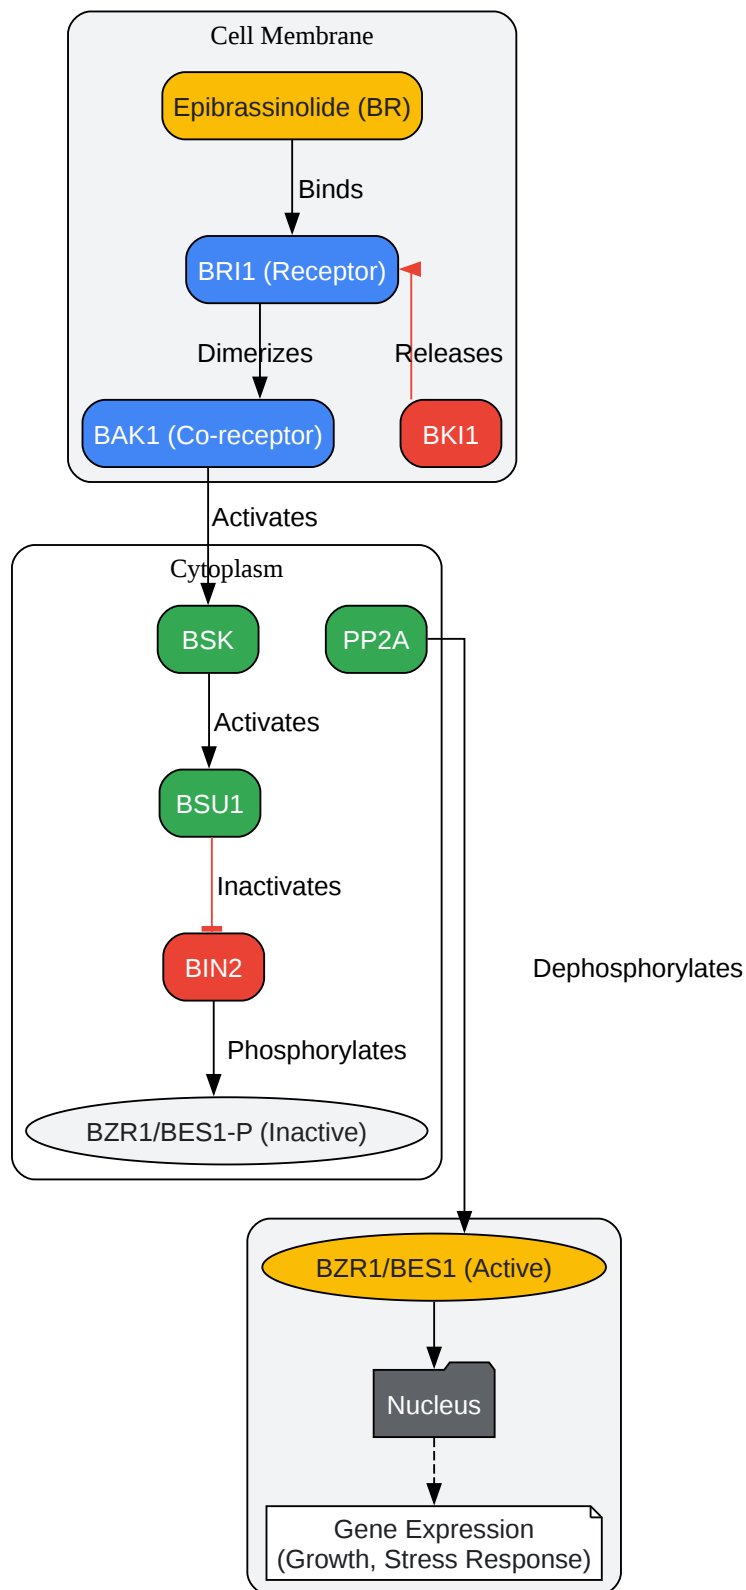 Cell Membrane
Epibrassinolide (BR)
Binds
BRI1 (Receptor)
Dimerizes
Releases
BAK1 (Co-receptor)
BKI1
Activates
Cytoplasm
BSK
PP2A
Activates
BSU1
Inactivates
BIN2
Dephosphorylates
Phosphorylates
BZR1/BES1-P (Inactive)
BZR1/BES1 (Active)
Nucleus
Gene Expression
(Growth, Stress Response)